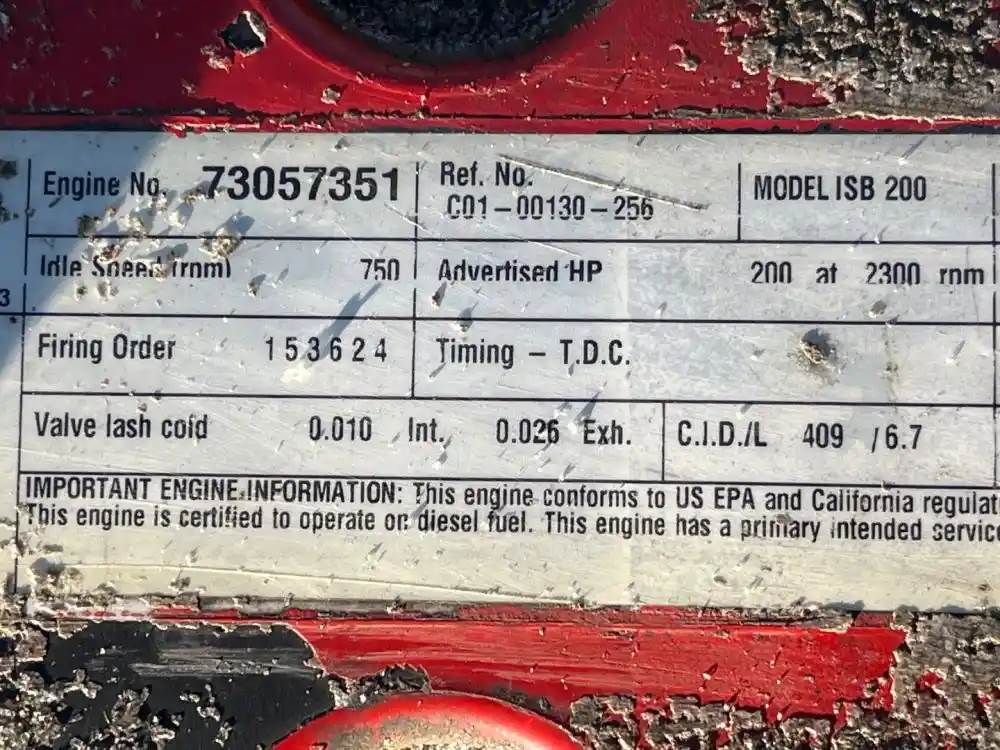 Engine No. 73057351
Ref. No.
C01-00130-256
MODEL ISB 200
Idle Speed (rpm) 750
Advertised HP 200 at 2300 rpm
3
Firing Order 1 5 3 6 2 4
Timing - T.D.C.
Valve lash cold 0.010 Int. 0.026 Exh.
C.I.D./L 409 / 6.7
IMPORTANT ENGINE INFORMATION: This engine conforms to US EPA and California regulat
This engine is certified to operate on diesel fuel. This engine has a primary intended service